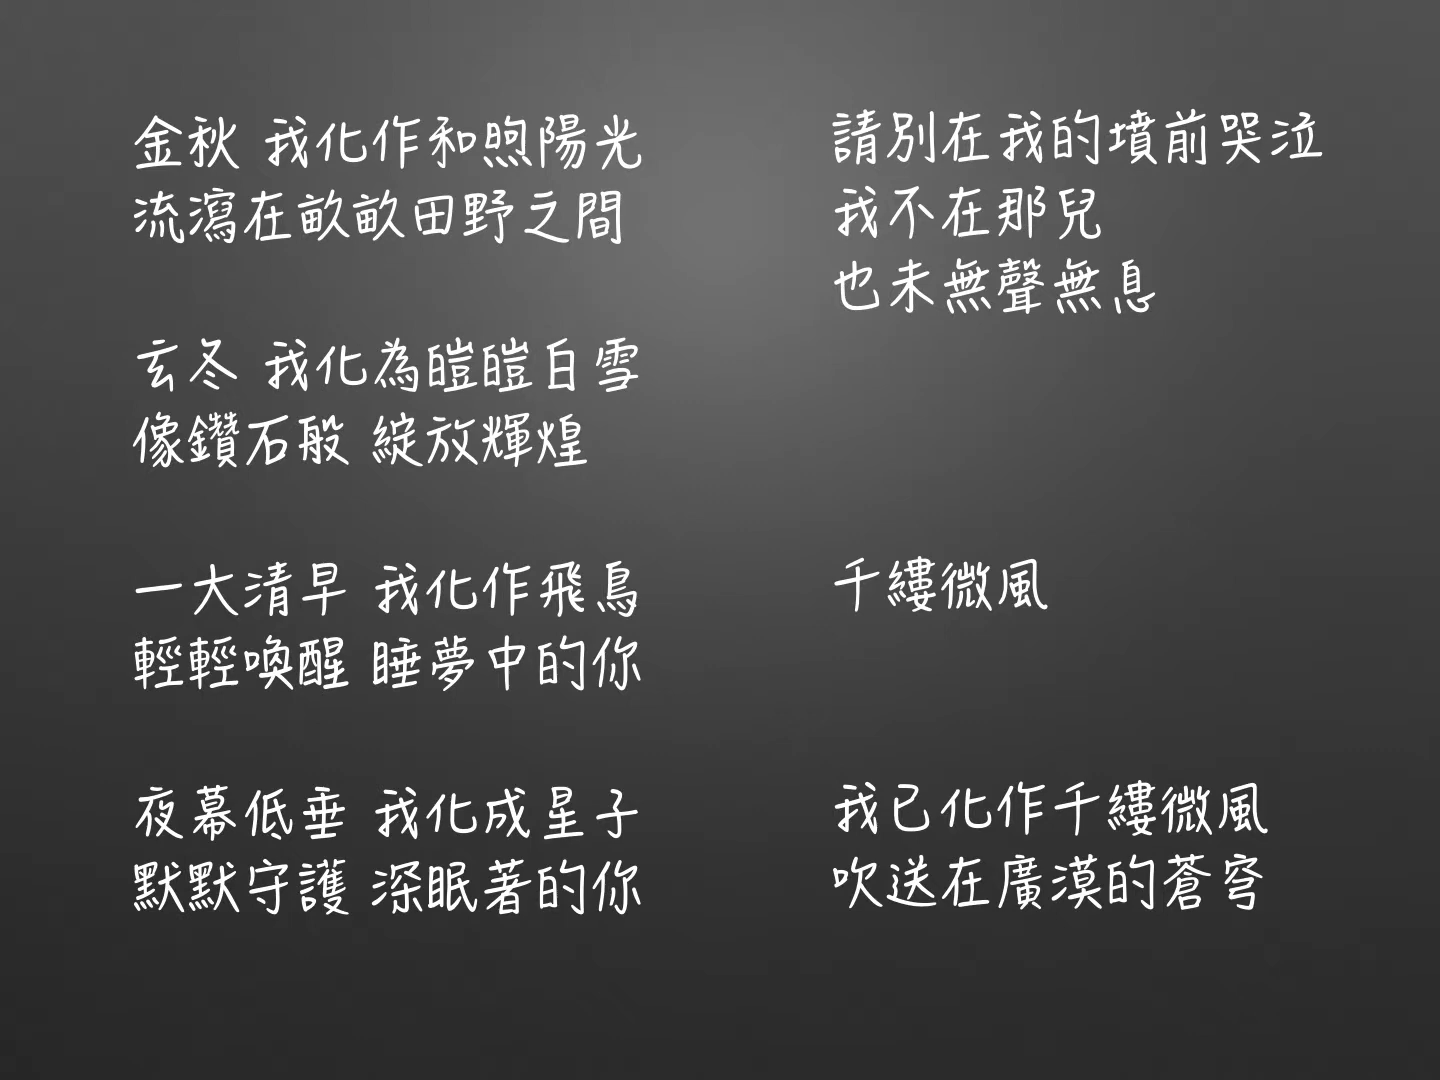 金秋 我化作和煦陽光
流瀉在畝畝田野之間
玄冬 我化為皚皚白雪
像鑽石般 綻放輝煌
一大清早 我化作飛鳥
輕輕喚醒 睡夢中的你
夜幕低垂 我化成星子
默默守護 深眠著的你
請別在我的墳前哭泣
我不在那兒
也未無聲無息
千縷微風
我已化作千縷微風
吹送在廣漠的蒼穹